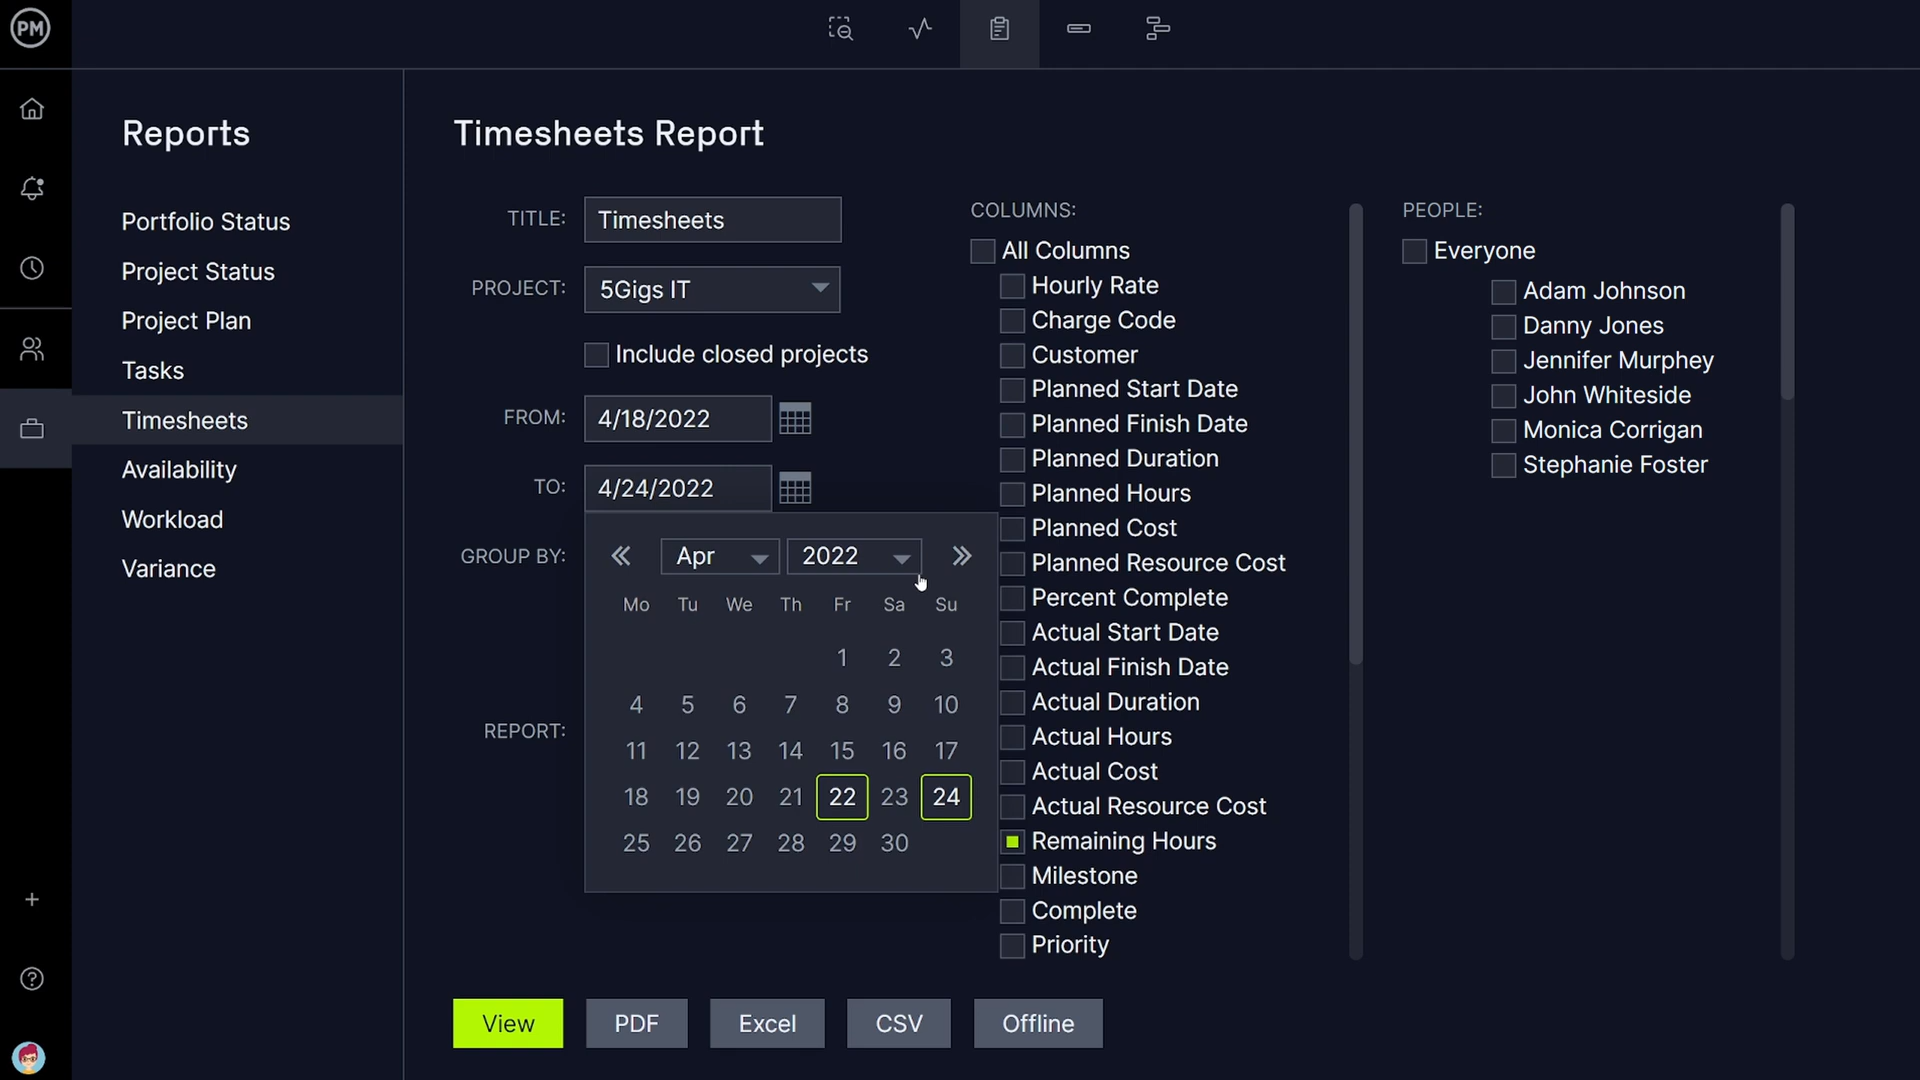 PM
Reports
Portfolio Status
Project Status
Project Plan
Tasks
Timesheets
Availability
Workload
Variance
Timesheets Report
TITLE: Timesheets
PROJECT: 5Gigs IT
Include closed projects
FROM: 4/18/2022
TO: 4/24/2022
GROUP BY:
REPORT:
Apr 2022
Mo Tu We Th Fr Sa Su
1 2 3
4 5 6 7 8 9 10
11 12 13 14 15 16 17
18 19 20 21 22 23 24
25 26 27 28 29 30
COLUMNS:
All Columns
Hourly Rate
Charge Code
Customer
Planned Start Date
Planned Finish Date
Planned Duration
Planned Hours
Planned Cost
Planned Resource Cost
Percent Complete
Actual Start Date
Actual Finish Date
Actual Duration
Actual Hours
Actual Cost
Actual Resource Cost
Remaining Hours
Milestone
Complete
Priority
PEOPLE:
Everyone
Adam Johnson
Danny Jones
Jennifer Murphey
John Whiteside
Monica Corrigan
Stephanie Foster
View PDF Excel CSV Offline